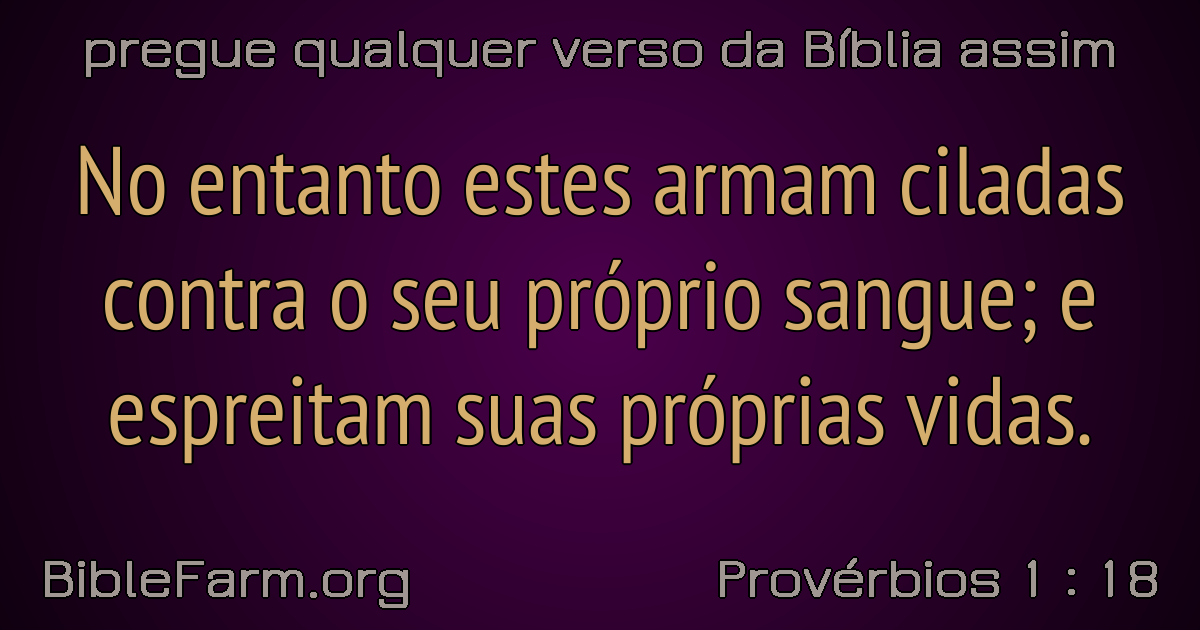 pregue qualquer verso da Bíblia assim
No entanto estes armam ciladas
contra o seu próprio sangue; e
espreitam suas próprias vidas.
BibleFarm.org
Provérbios 1 : 18